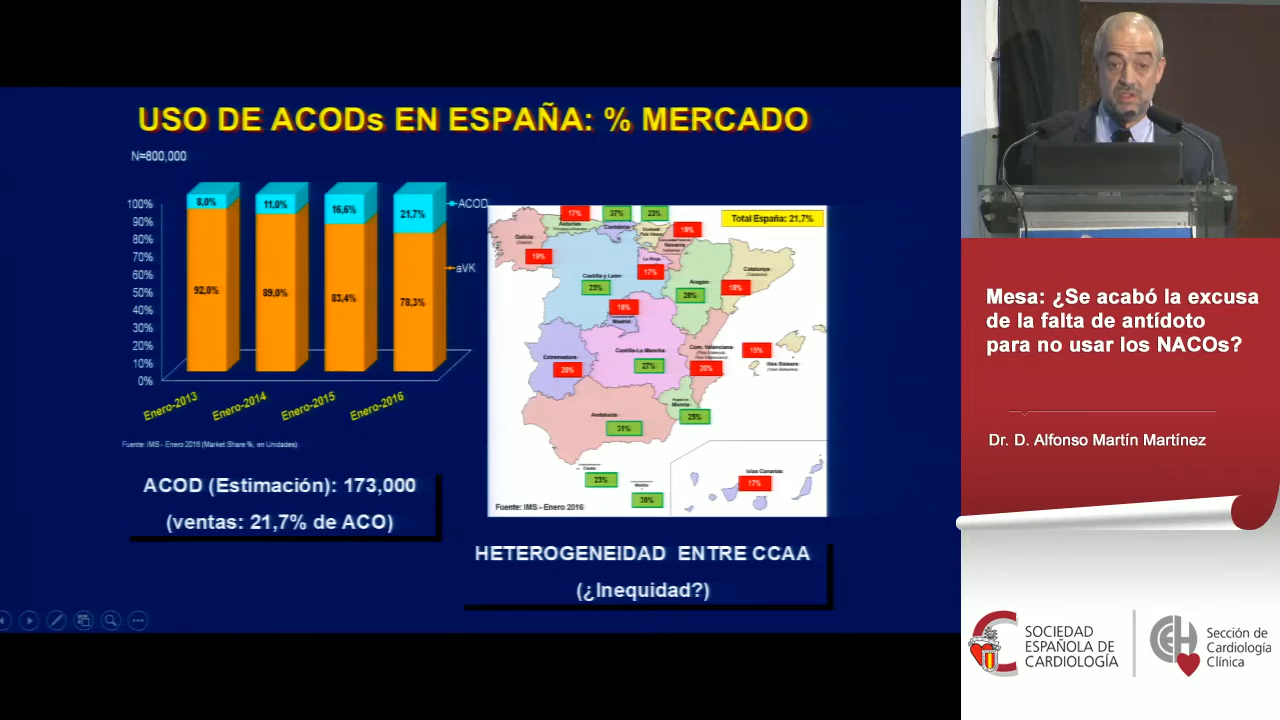 USO DE ACODs EN ESPAÑA: % MERCADO
N=800,000
100%
90%
80%
70%
60%
50%
40%
30%
20%
10%
0%
8,0%
11,0%
16,6%
21,7%
92,0%
89,0%
83,4%
78,3%
ACOD
aVK
Enero-2013
Enero-2014
Enero-2015
Enero-2016
Fuente: IMS - Enero 2016 (Market Share %, en Unidades)
ACOD (Estimación): 173,000
(ventas: 21,7% de ACO)
Total España: 21,7%
17%
37%
23%
Asturias
Cantabria
Euskadi
País Vasco
Galicia
19%
Navarra
La Rioja
17%
Castilla y León
23%
Aragón
28%
Catalunya
18%
Madrid
Castilla-La Mancha
27%
Com. Valenciana
20%
15%
Illes Balears
Extremadura
20%
Murcia
25%
Andalucía
31%
Ceuta
23%
Melilla
Islas Canarias
17%
Fuente: IMS - Enero 2016
HETEROGENEIDAD ENTRE CCAA
(¿Inequidad?)
Mesa: ¿Se acabó la excusa
de la falta de antídoto
para no usar los NACOs?
Dr. D. Alfonso Martín Martínez
SOCIEDAD
ESPAÑOLA DE
CARDIOLOGÍA
Sección de
Cardiología
Clínica